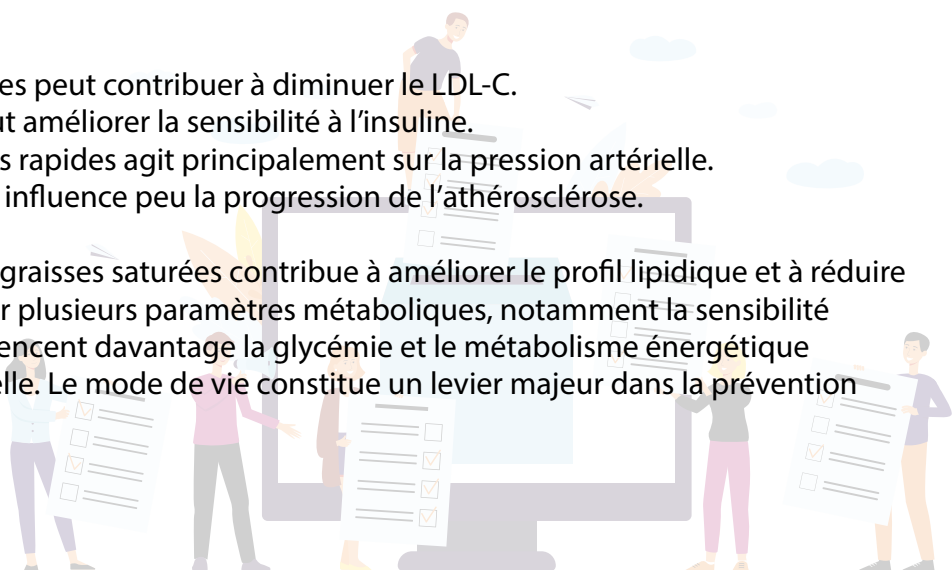 es peut contribuer à diminuer le LDL-C.
ut améliorer la sensibilité à l’insuline.
s rapides agit principalement sur la pression artérielle.
influence peu la progression de l’athérosclérose.
graisses saturées contribue à améliorer le profil lipidique et à réduire
r plusieurs paramètres métaboliques, notamment la sensibilité
encent davantage la glycémie et le métabolisme énergétique
elle. Le mode de vie constitue un levier majeur dans la prévention